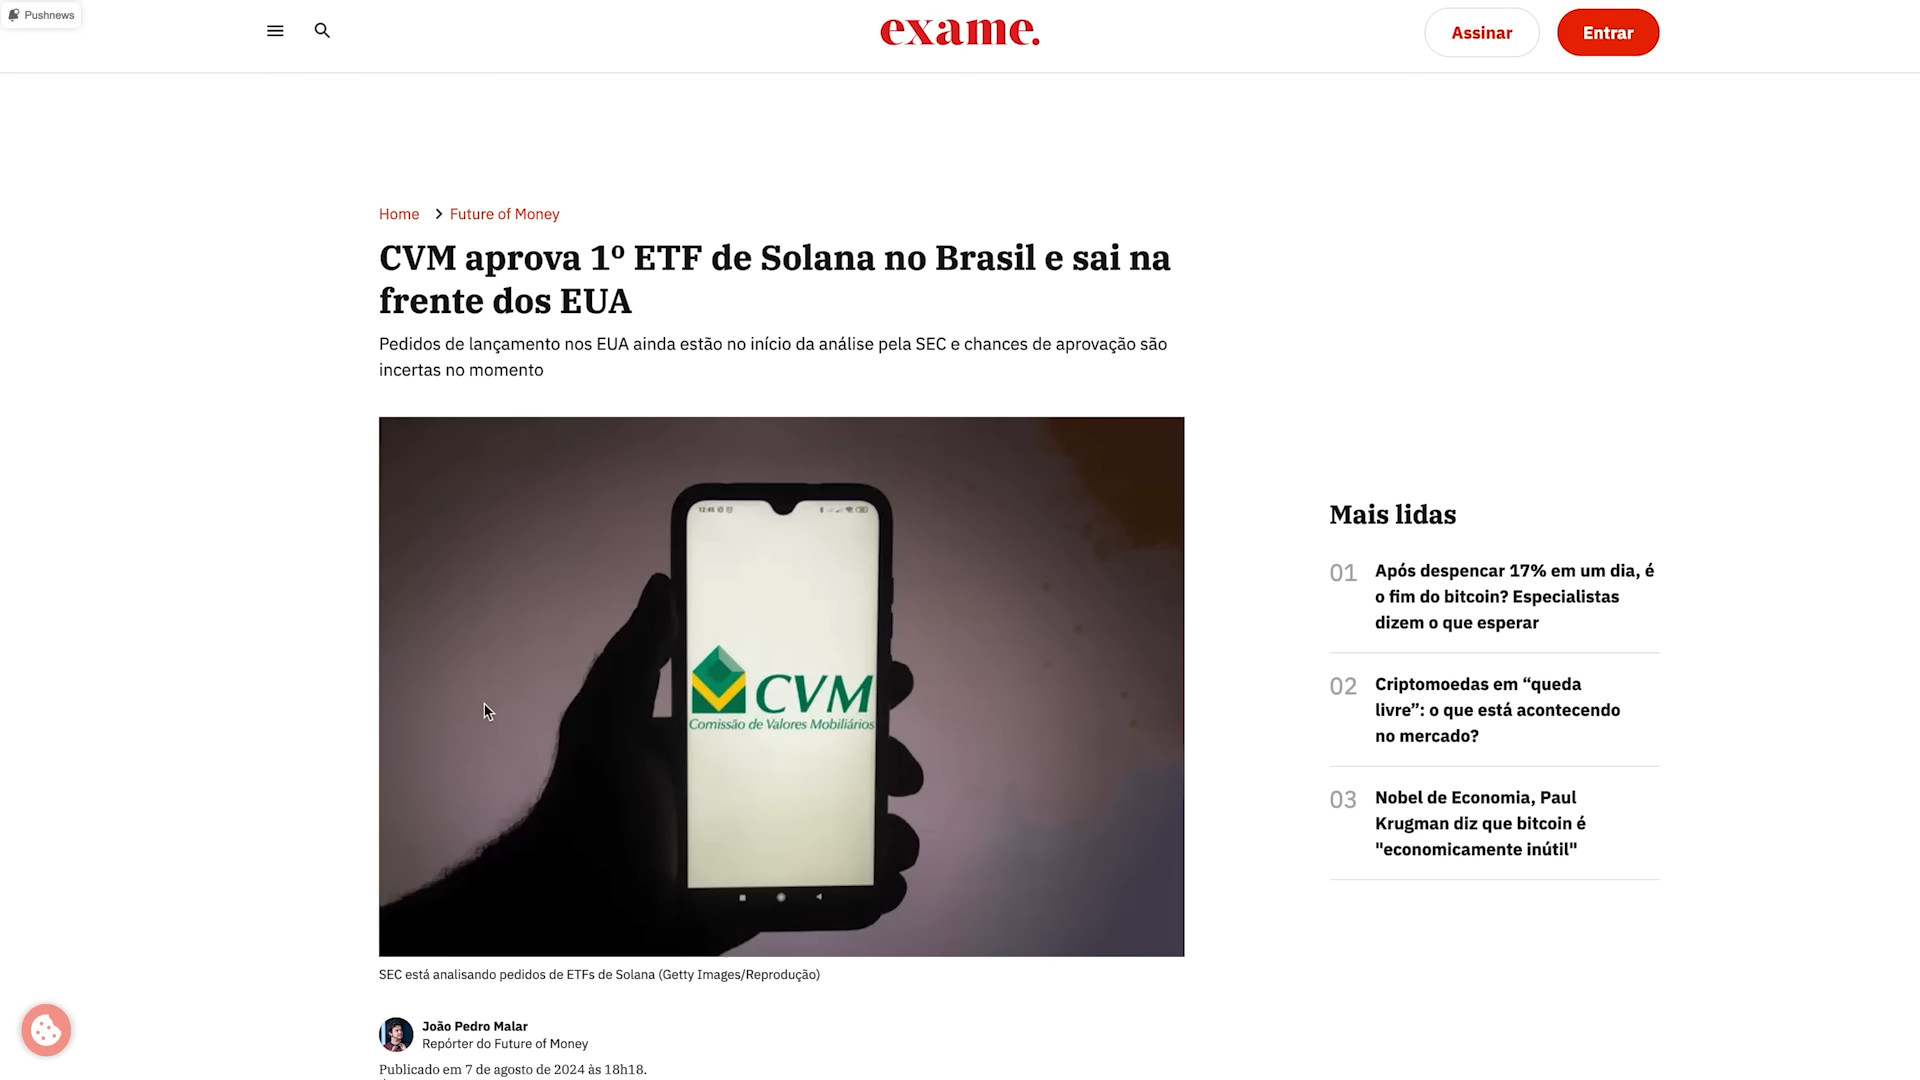 Pushnews
exame.
Assinar
Entrar
Home
Future of Money
CVM aprova 1º ETF de Solana no Brasil e sai na
frente dos EUA
Pedidos de lançamento nos EUA ainda estão no início da análise pela SEC e chances de aprovação são
incertas no momento
12:45
CVM
Comissão de Valores Mobiliários
SEC está analisando pedidos de ETFs de Solana (Getty Images/Reprodução)
João Pedro Malar
Repórter do Future of Money
Publicado em 7 de agosto de 2024 às 18h18.
Mais lidas
01
Após despencar 17% em um dia, é
o fim do bitcoin? Especialistas
dizem o que esperar
02
Criptomoedas em “queda
livre”: o que está acontecendo
no mercado?
03
Nobel de Economia, Paul
Krugman diz que bitcoin é
"economicamente inútil"